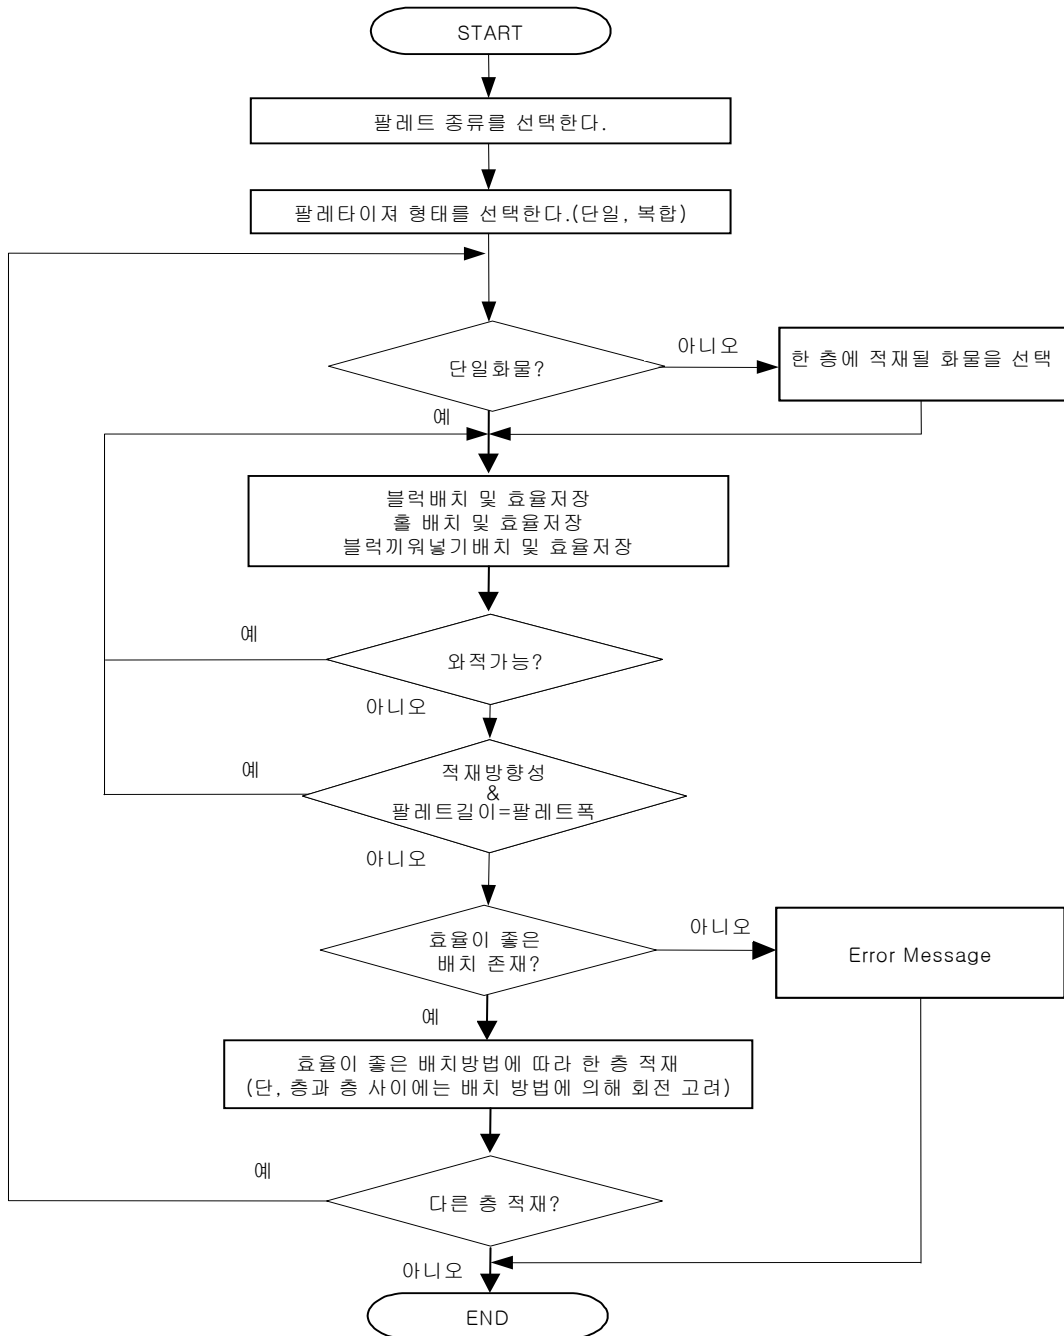 START
팔레트 종류를 선택한다.
팔레타이져 형태를 선택한다.(단일, 복합)
단일화물?
아니오
한 층에 적재될 화물을 선택
예
블럭배치 및 효율저장
홀 배치 및 효율저장
블럭끼워넣기배치 및 효율저장
예
와적가능?
아니오
예
적재방향성
&
팔레트길이=팔레트폭
아니오
효율이 좋은
배치 존재?
아니오
Error Message
예
효율이 좋은 배치방법에 따라 한 층 적재
(단, 층과 층 사이에는 배치 방법에 의해 회전 고려)
예
다른 층 적재?
아니오
END